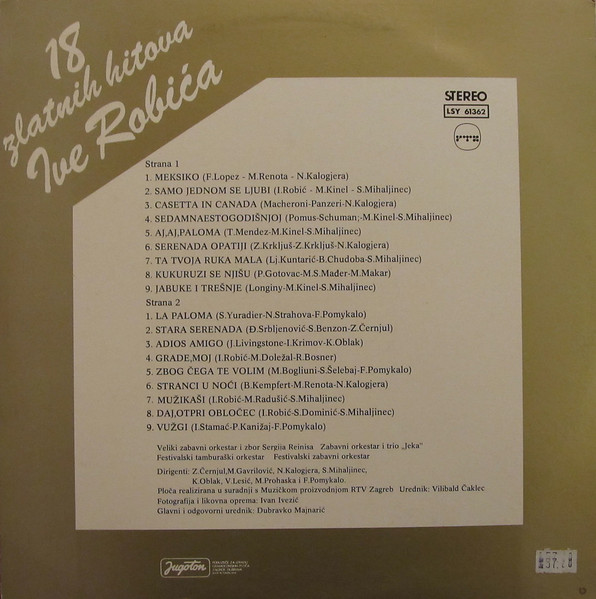 18
zlatnih hitova
Ive Robića
STEREO
LSY 61362
Strana 1
1. MEKSIKO (F.Lopez - M.Renota - N.Kalogjera)
2. SAMO JEDNOM SE LJUBI (I.Robić - M.Kinel - S.Mihaljinec)
3. CASETTA IN CANADA (Macheroni-Panzeri-N.Kalogjera)
4. SEDAMNAESTOGODIŠNJOJ (Pomus-Schuman,-M.Kinel-S.Mihaljinec)
5. AJ,AJ,PALOMA (T.Mendez-M.Kinel-S.Mihaljinec)
6. SERENADA OPATIJI (Z.Krkljuš-Z.Krkljuš-N.Kalogjera)
7. TA TVOJA RUKA MALA (Lj.Kuntarić-B.Chudoba-S.Mihaljinec)
8. KUKURUZI SE NJIŠU (P.Gotovac-M.S.Mađer-M.Makar)
9. JABUKE I TREŠNJE (Longiny-M.Kinel-S.Mihaljinec)
Strana 2
1. LA PALOMA (S.Yuradier-N.Strahova-F.Pomykalo)
2. STARA SERENADA (Đ.Srbljenović-S.Benzon-Z.Černjul)
3. ADIOS AMIGO (J.Livingstone-I.Krimov-K.Oblak)
4. GRADE,MOJ (I.Robić-M.Doležal-R.Bosner)
5. ZBOG ČEGA TE VOLIM (M.Bogliuni-S.Šelebaj-F.Pomykalo)
6. STRANCI U NOĆI (B.Kempfert-M.Renota-N.Kalogjera)
7. MUŽIKAŠI (I.Robić-M.Radušić-S.Mihaljinec)
8. DAJ,OTPRI OBLOČEC (I.Robić-S.Dominić-S.Mihaljinec)
9. VUŽGI (I.Stamać-P.Kanižaj-F.Pomykalo)
Veliki zabavni orkestar i zbor Sergija Reinisa Zabavni orkestar i trio „Jeka”
Festivalski tamburaški orkestar Festivalski zabavni orkestar
Dirigenti: Z.Černjul,M.Gavrilović, N.Kalogjera, S.Mihaljinec,
K.Oblak, V.Lesić, M.Prohaska i F.Pomykalo.
Ploča realizirana u suradnji s Muzičkom proizvodnjom RTV Zagreb Urednik: Vilibald Čaklec
Fotografija i likovna oprema: Ivan Ivezić
Glavni i odgovorni urednik: Dubravko Majnarić
Jugoton